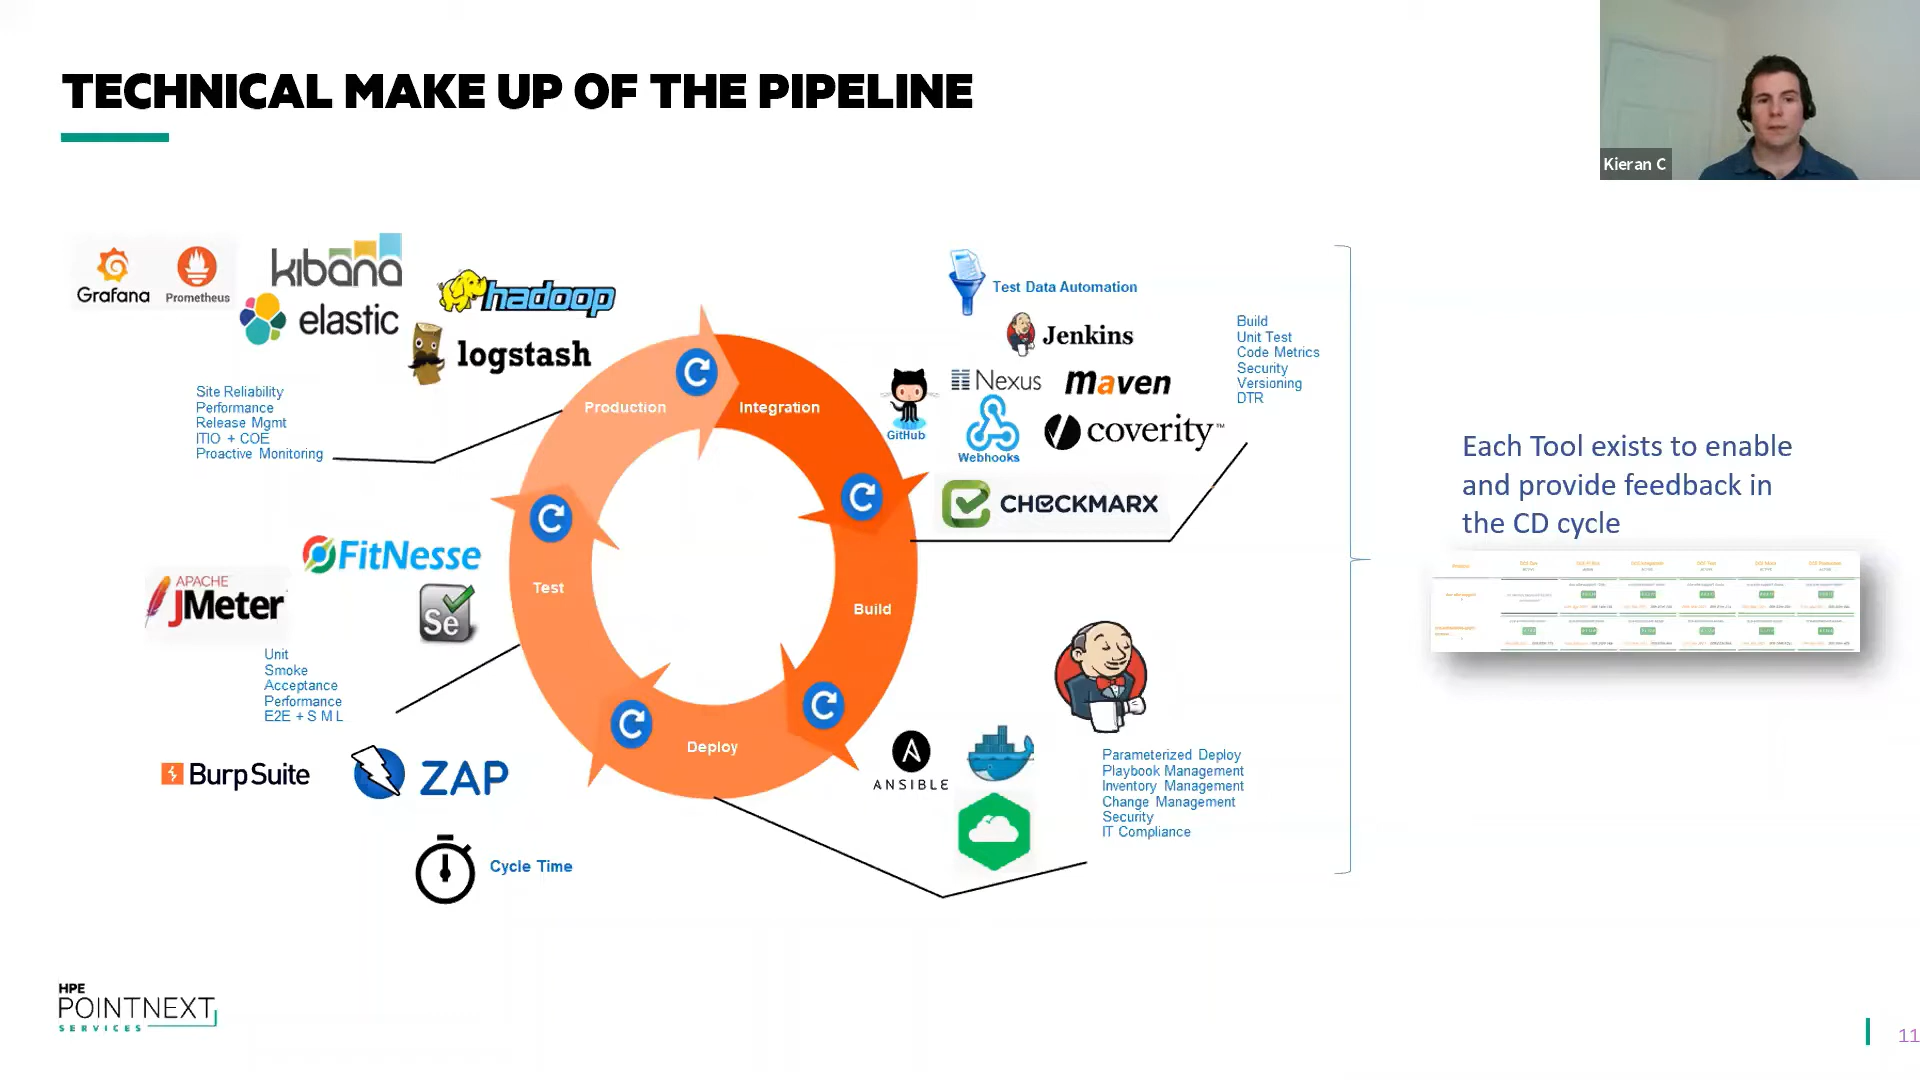 TECHNICAL MAKE UP OF THE PIPELINE
Kieran C
Grafana
Prometheus
kibana
elastic
hadoop
logstash
Site Reliability
Performance
Release Mgmt
ITIO + COE
Proactive Monitoring
Production
Integration
Test
Build
Deploy
Test Data Automation
Jenkins
GitHub
Nexus
maven
Webhooks
coverity™
CHECKMARX
Build
Unit Test
Code Metrics
Security
Versioning
DTR
FitNesse
APACHE
JMeter
Se
Unit
Smoke
Acceptance
Performance
E2E + S M L
BurpSuite
ZAP
Cycle Time
ANSIBLE
Parameterized Deploy
Playbook Management
Inventory Management
Change Management
Security
IT Compliance
Each Tool exists to enable
and provide feedback in
the CD cycle
HPE
POINTNEXT
SERVICES
11